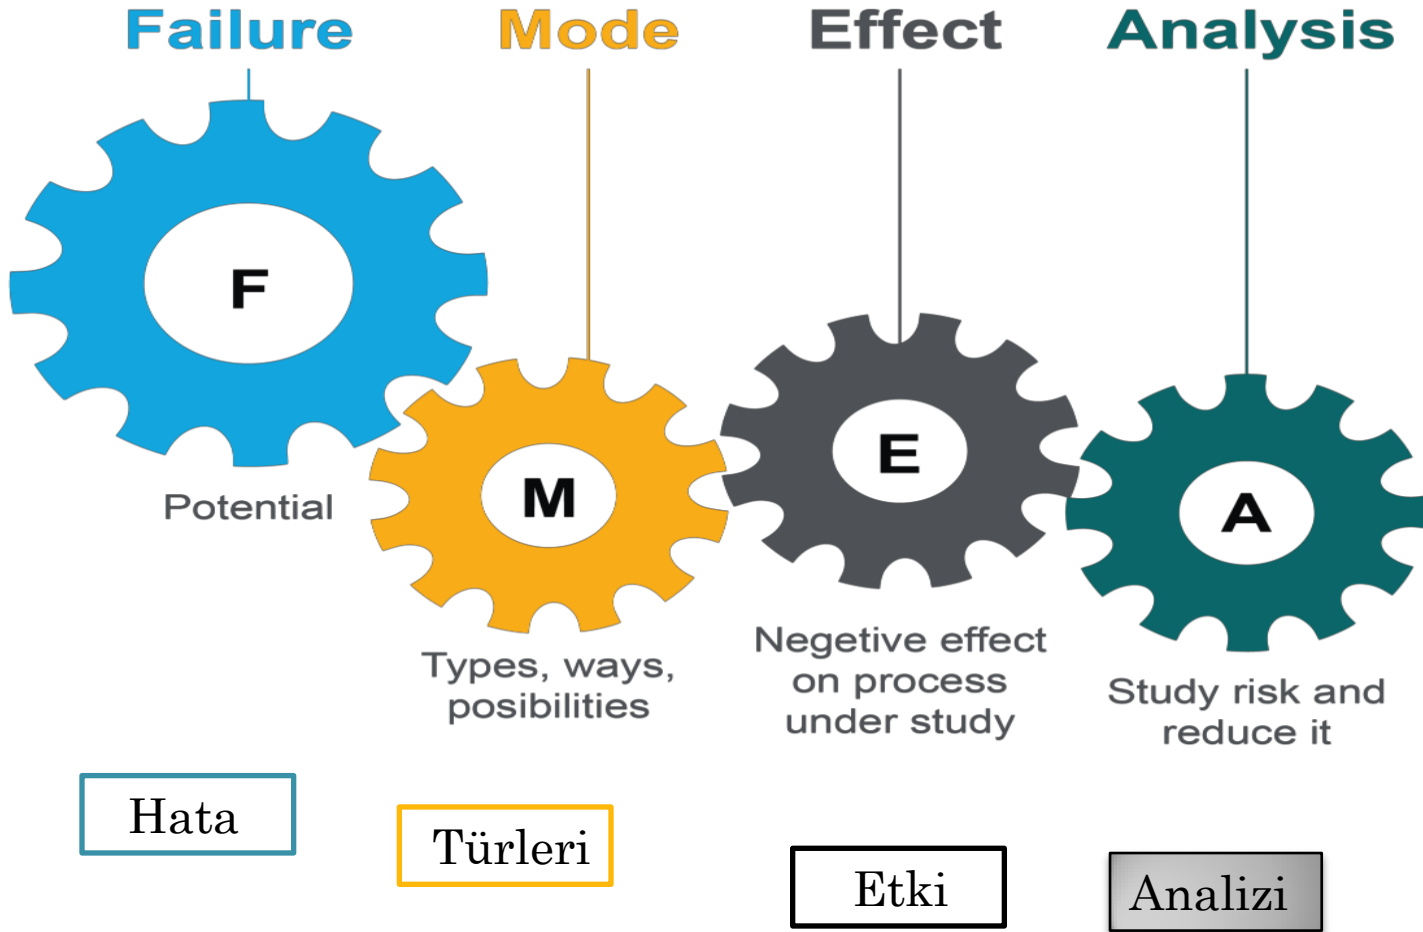 Failure
Mode
Effect
Analysis
F
M
E
A
Potential
Types, ways,
posibilities
Negetive effect
on process
under study
Study risk and
reduce it
Hata
Türleri
Etki
Analizi